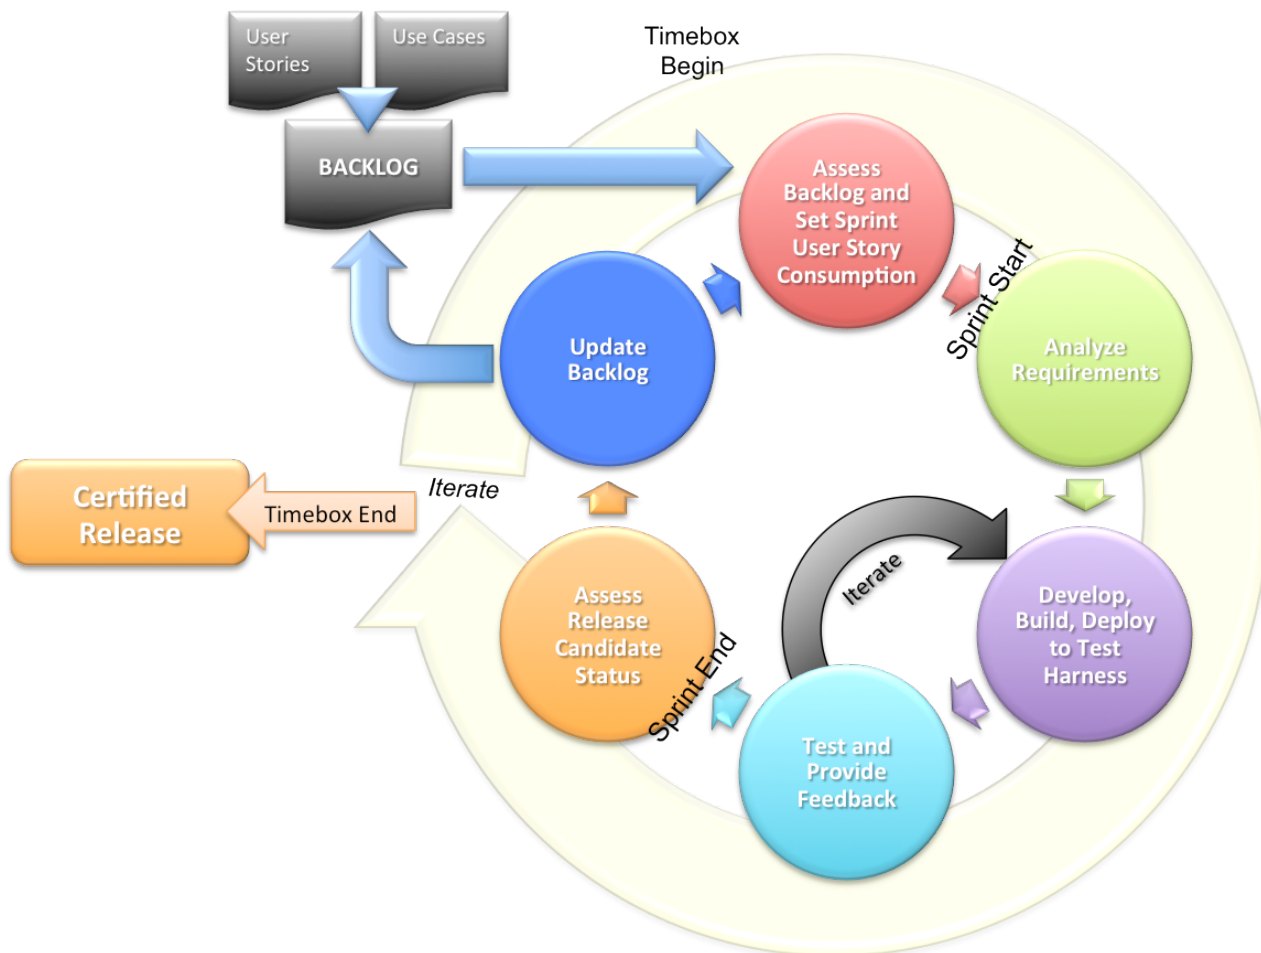 User
Stories
Use Cases
BACKLOG
Timebox
Begin
Assess
Backlog and
Set Sprint
User Story
Consumption
Sprint Start
Analyze
Requirements
Develop,
Build, Deploy
to Test
Harness
Iterate
Test and
Provide
Feedback
Sprint End
Assess
Release
Candidate
Status
Update
Backlog
Iterate
Timebox End
Certified
Release